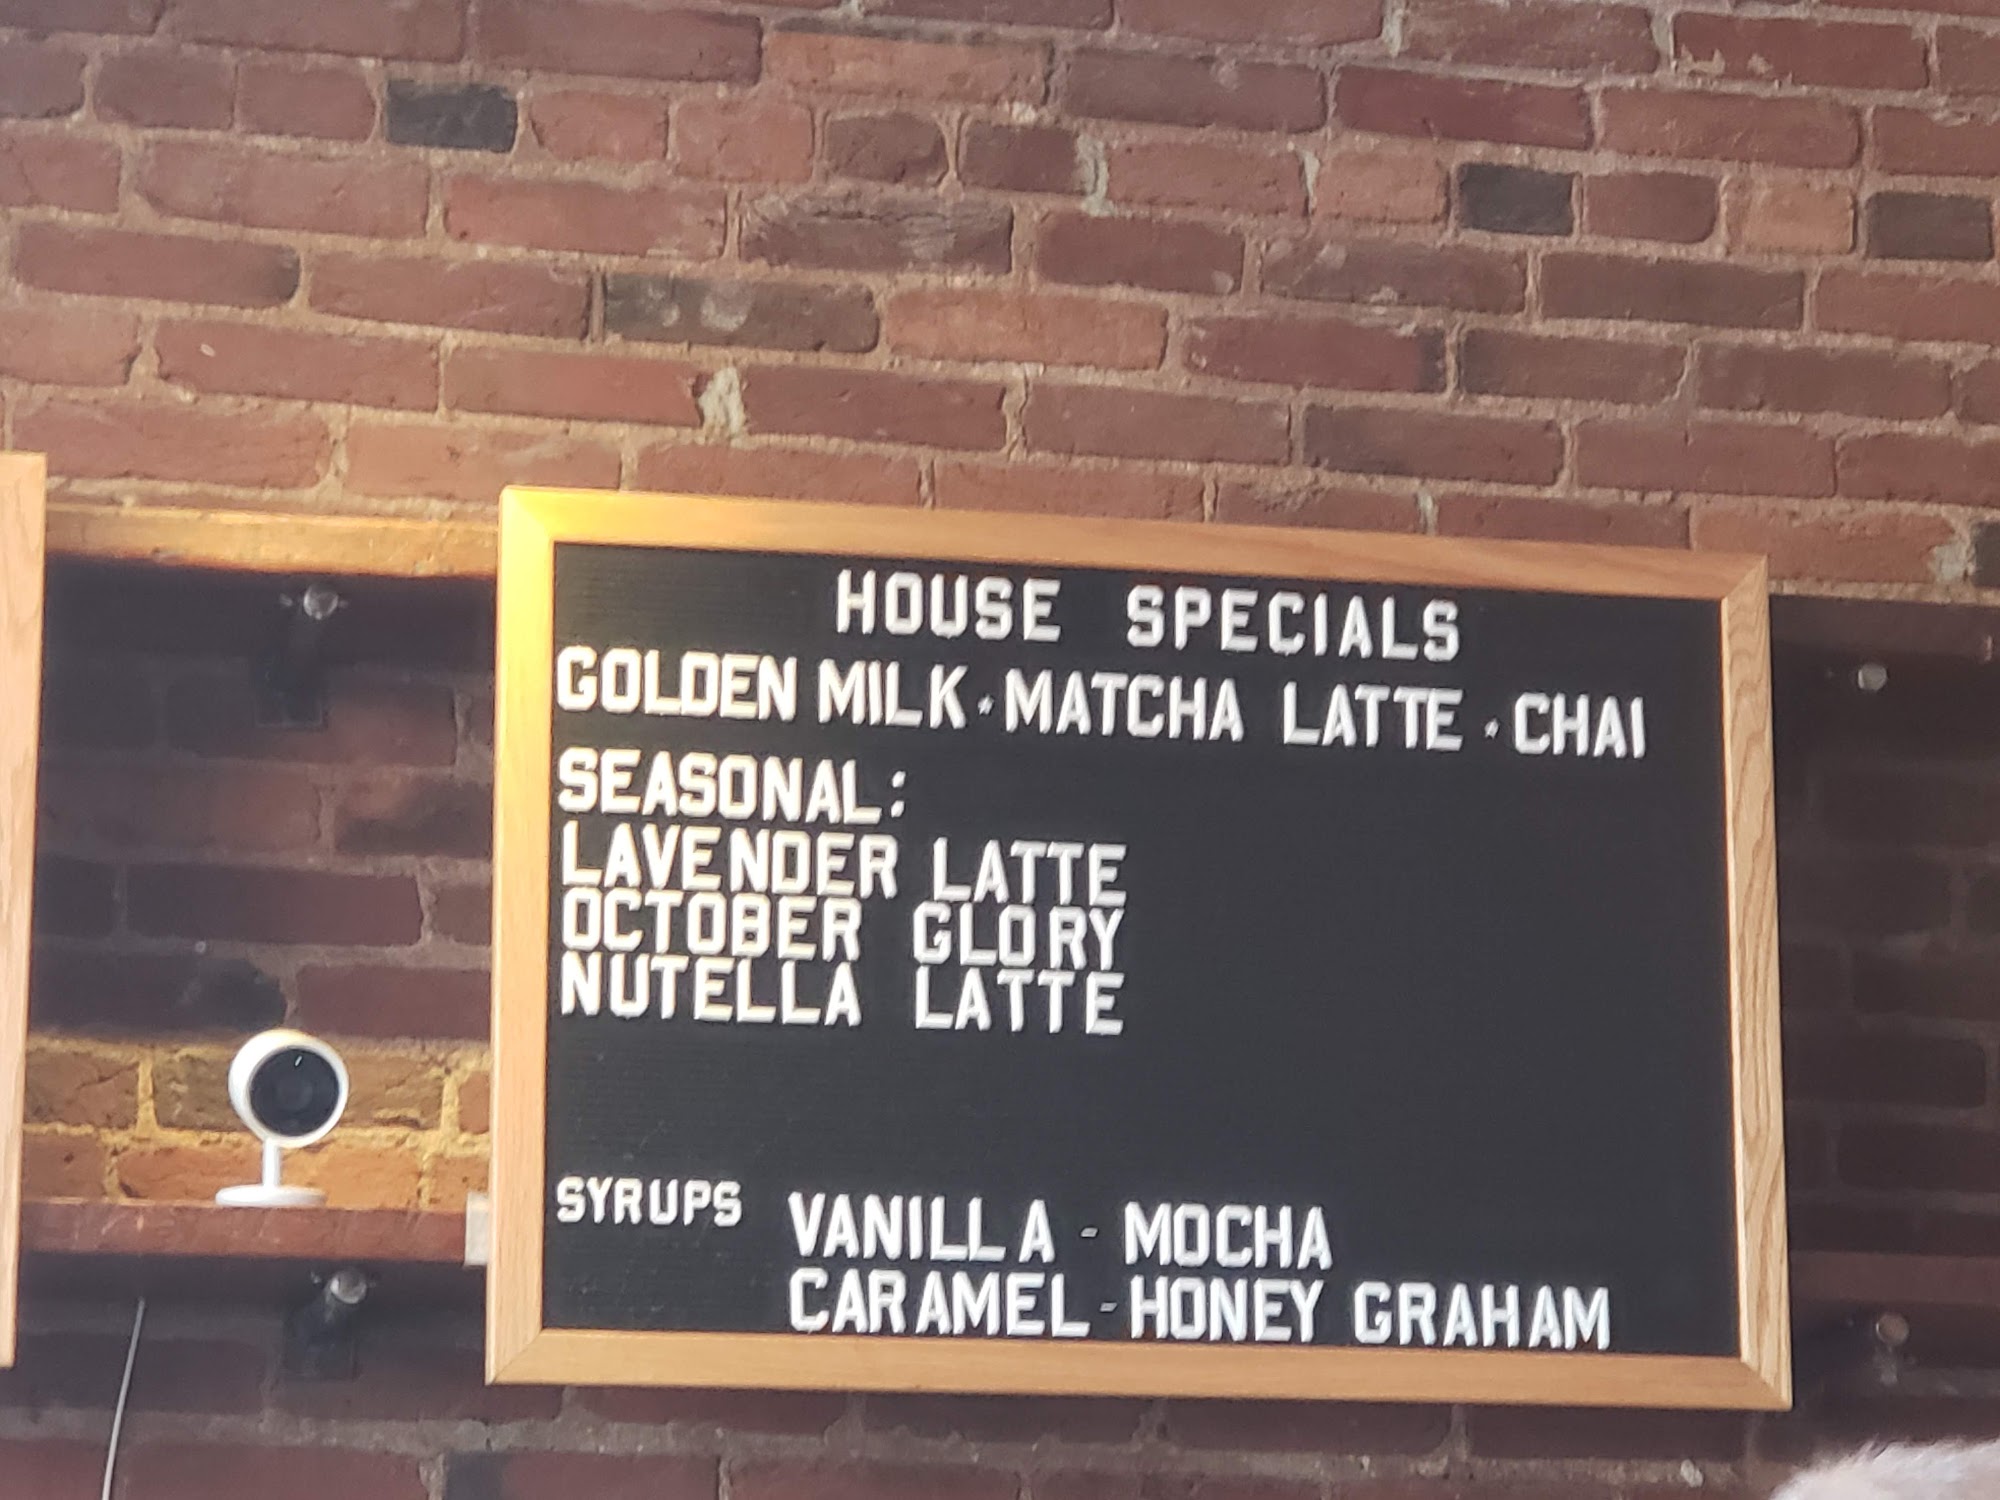 HOUSE SPECIALS
GOLDEN MILK * MATCHA LATTE * CHAI
SEASONAL:
LAVENDER LATTE
OCTOBER GLORY
NUTELLA LATTE
SYRUPS VANILLA - MOCHA
CARAMEL - HONEY GRAHAM